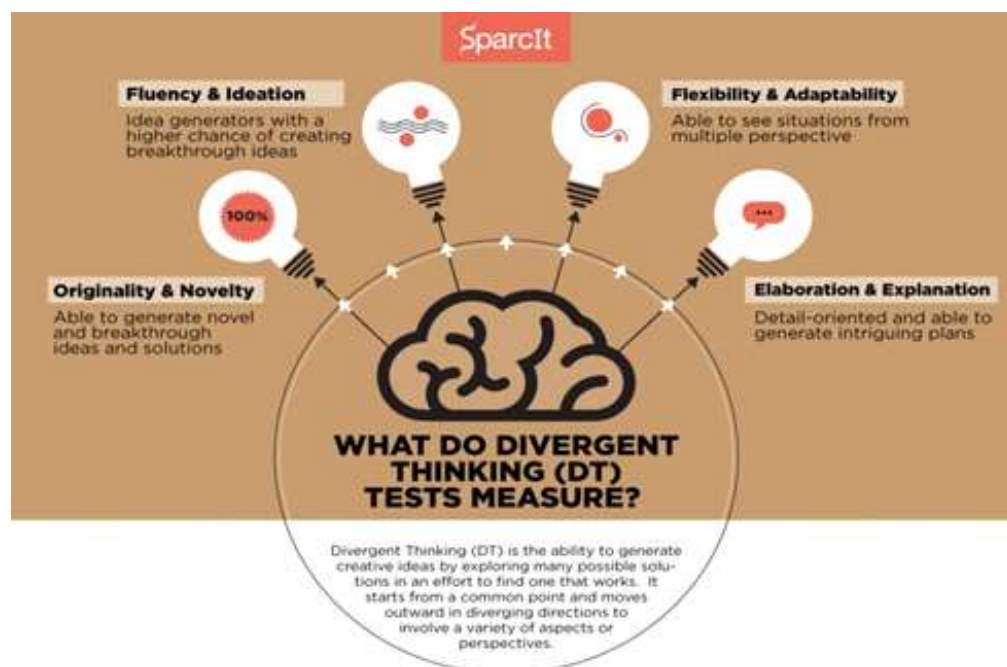 SparcIt
Fluency & Ideation
Idea generators with a
higher chance of creating
breakthrough ideas
Flexibility & Adaptability
Able to see situations from
multiple perspective
100%
Originality & Novelty
Able to generate novel
and breakthrough
ideas and solutions
Elaboration & Explanation
Detail-oriented and able to
generate intriguing plans
WHAT DO DIVERGENT
THINKING (DT)
TESTS MEASURE?
Divergent Thinking (DT) is the ability to generate
creative ideas by exploring many possible solu-
tions in an effort to find one that works. It
starts from a common point and moves
outward in diverging directions to
involve a variety of aspects or
perspectives.